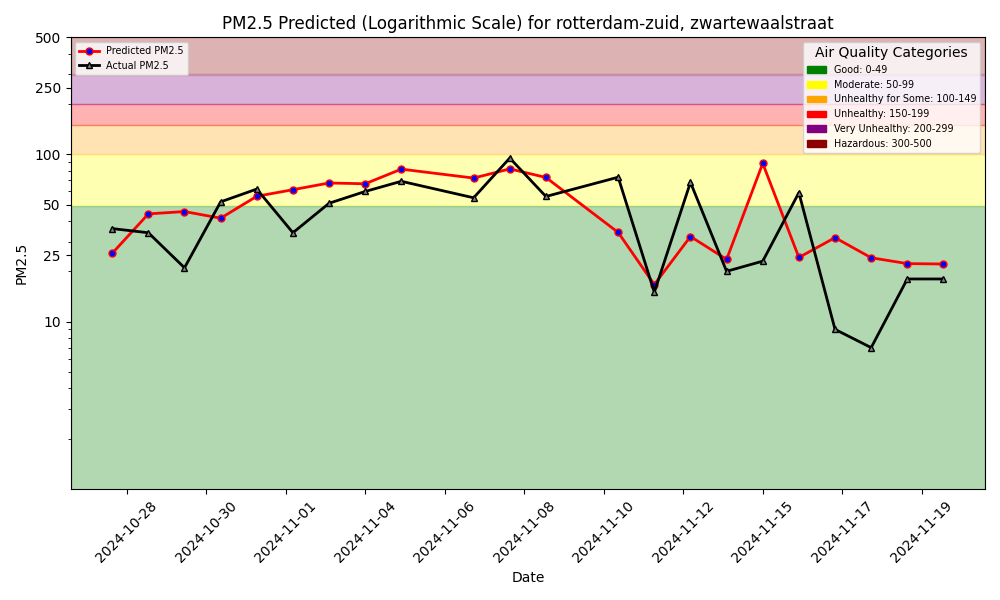 PM2.5 Predicted (Logarithmic Scale) for rotterdam-zuid, zwartewaalstraat
Predicted PM2.5
Actual PM2.5
Air Quality Categories
Good: 0-49
Moderate: 50-99
Unhealthy for Some: 100-149
Unhealthy: 150-199
Very Unhealthy: 200-299
Hazardous: 300-500
500
250
100
50
25
10
PM2.5
2024-10-28
2024-10-30
2024-11-01
2024-11-04
2024-11-06
2024-11-08
2024-11-10
2024-11-12
2024-11-15
2024-11-17
2024-11-19
Date